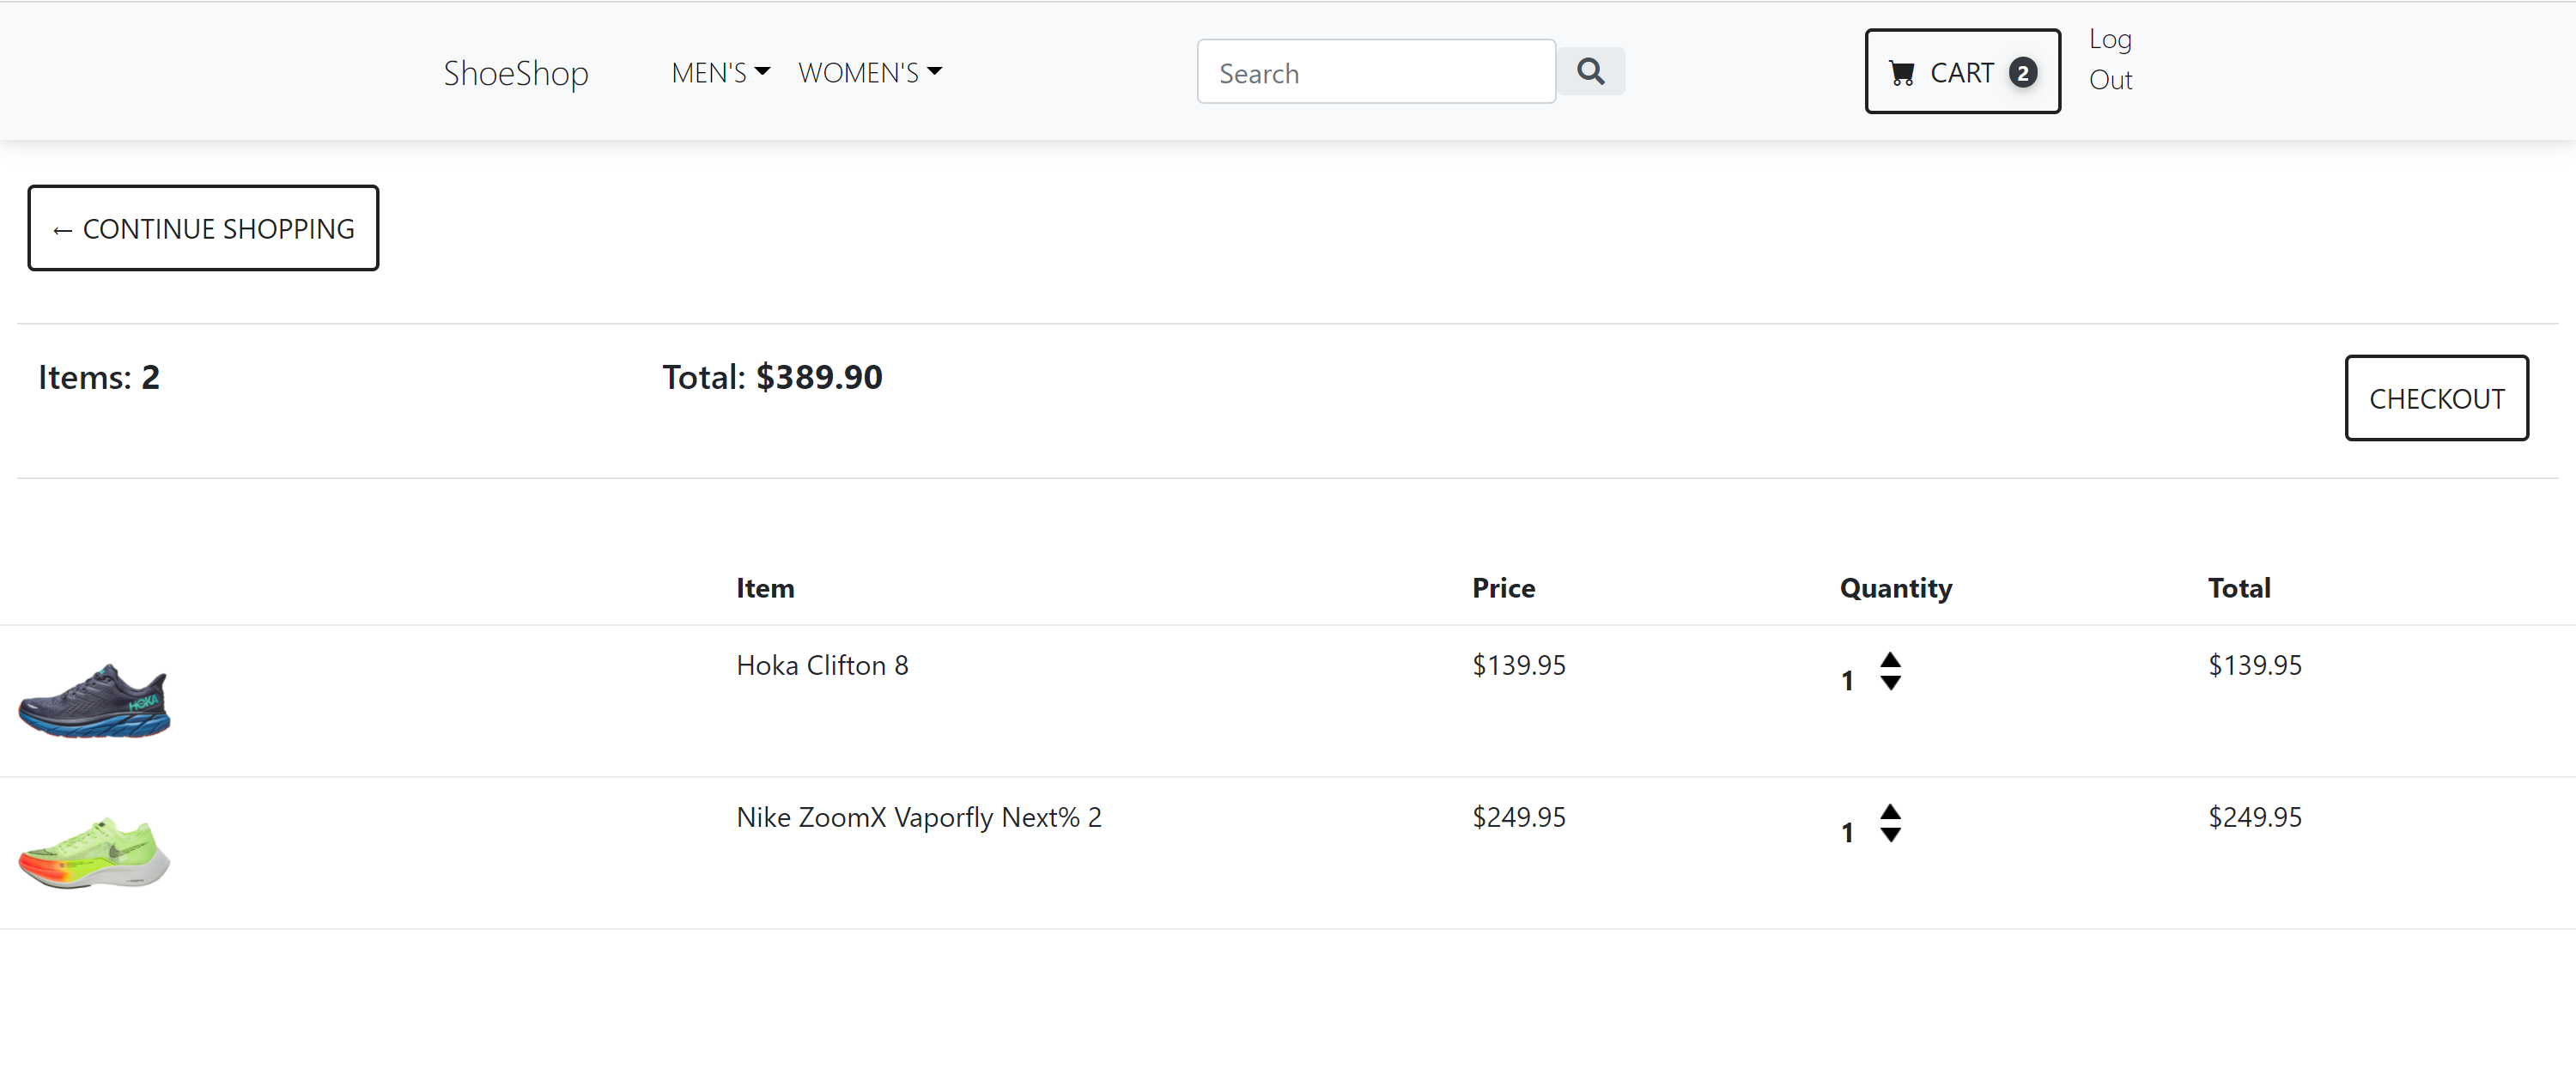 ShoeShop MEN'S WOMEN'S Search CART 2 Log
Out
← CONTINUE SHOPPING
Items: 2 Total: $389.90
CHECKOUT
Item Price Quantity Total
HOKA
Hoka Clifton 8 $139.95 1 $139.95
Nike ZoomX Vaporfly Next% 2 $249.95 1 $249.95